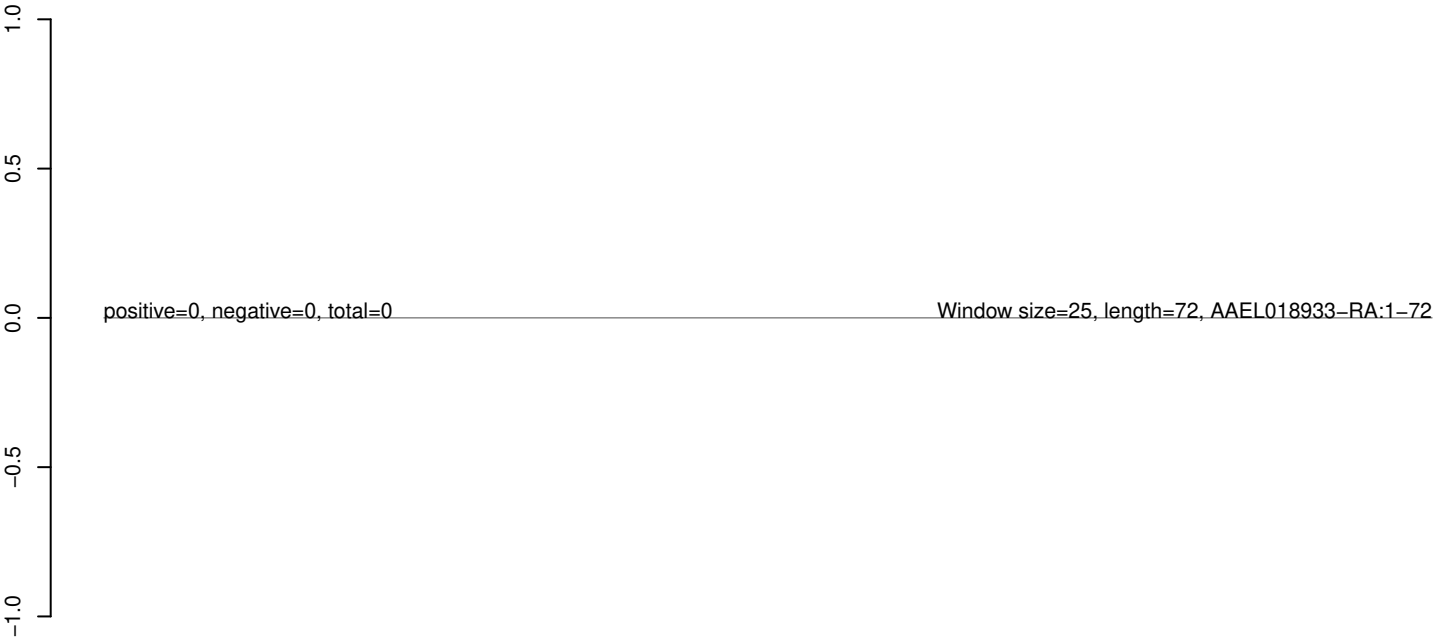 1.0
0.5
0.0
−0.5
−1.0
positive=0, negative=0, total=0
Window size=25, length=72, AAEL018933−RA:1−72